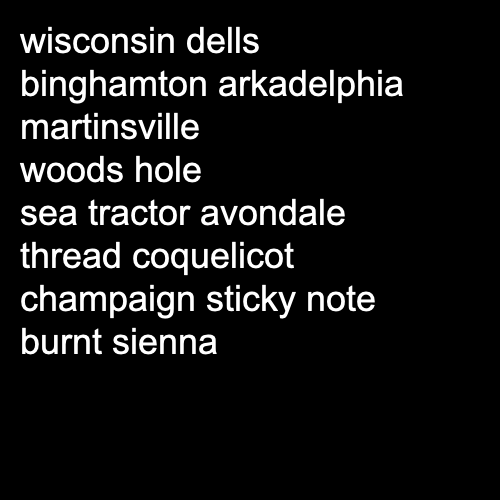 wisconsin dells
binghamton arkadelphia
martinsville
woods hole
sea tractor avondale
thread coquelicot
champaign sticky note
burnt sienna